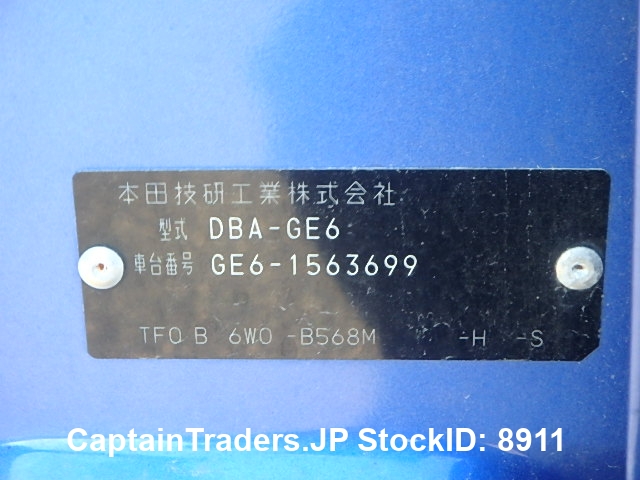 本田技研工業株式会社
型式 DBA-GE6
車台番号 GE6-1563699
TFO B 6WO -B568M -H -S
CaptainTraders.JP StockID: 8911